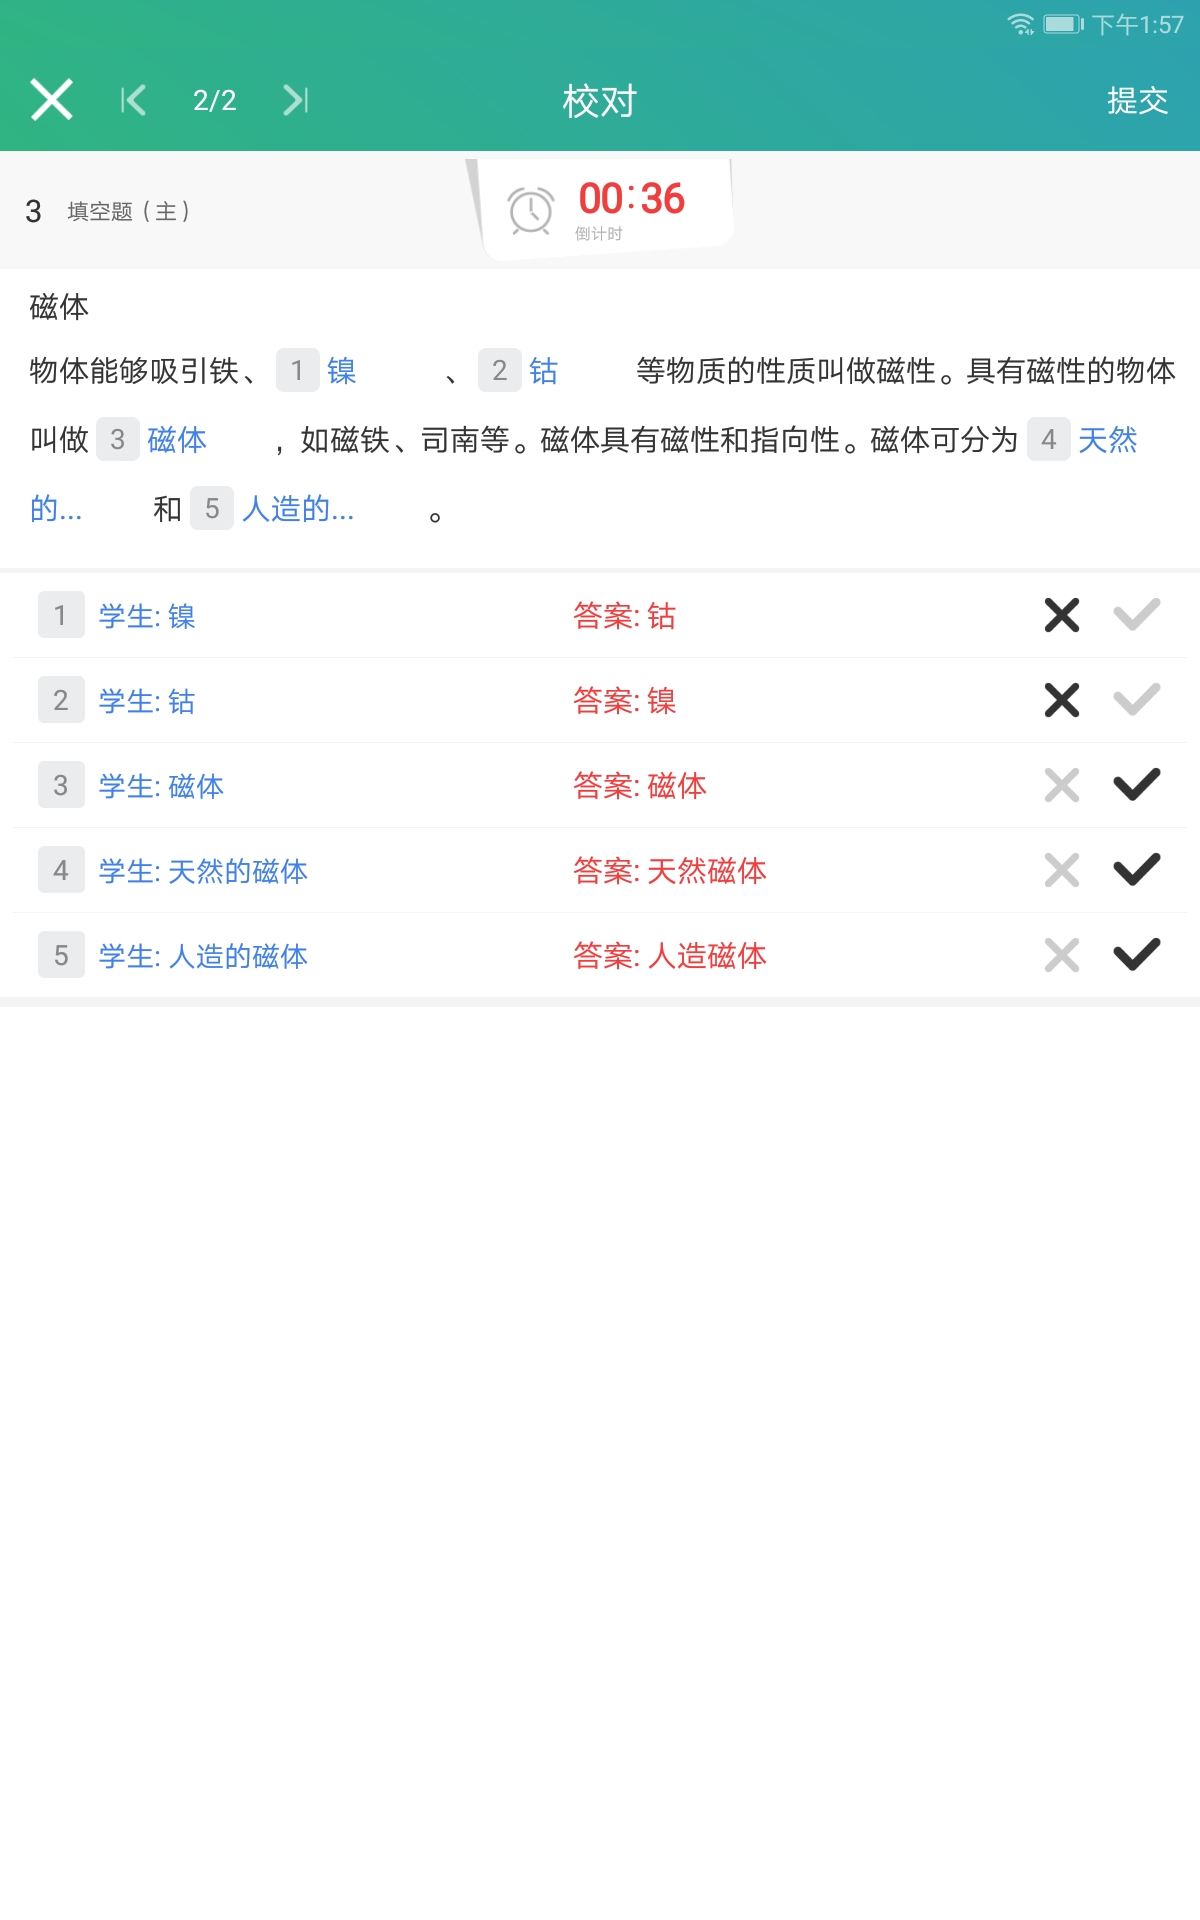 下午1:57
2/2
校对
提交
3 填空题（主）
00:36
倒计时
磁体
物体能够吸引铁、1 镍 、2 钴 等物质的性质叫做磁性。具有磁性的物体
叫做 3 磁体 ，如磁铁、司南等。磁体具有磁性和指向性。磁体可分为 4 天然
的... 和 5 人造的... 。
1 学生: 镍 答案: 钴
2 学生: 钴 答案: 镍
3 学生: 磁体 答案: 磁体
4 学生: 天然的磁体 答案: 天然磁体
5 学生: 人造的磁体 答案: 人造磁体